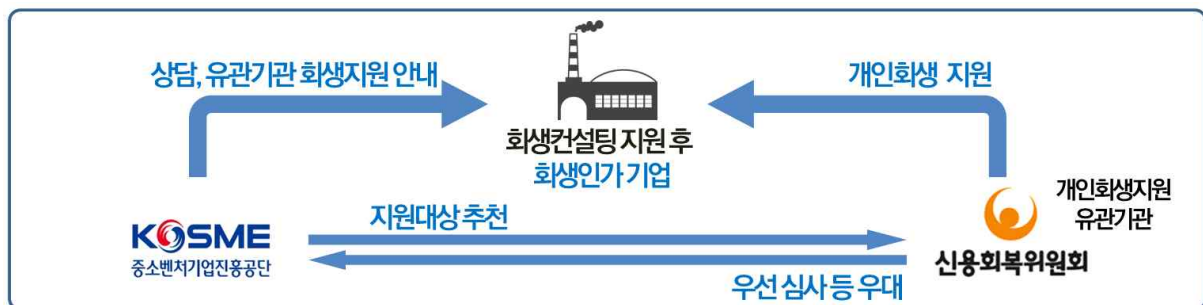 상담, 유관기관 회생지원 안내
개인회생 지원
회생컨설팅 지원 후
회생인가 기업
지원대상 추천
개인회생지원
유관기관
KOSME
중소벤처기업진흥공단
신용회복위원회
우선 심사 등 우대